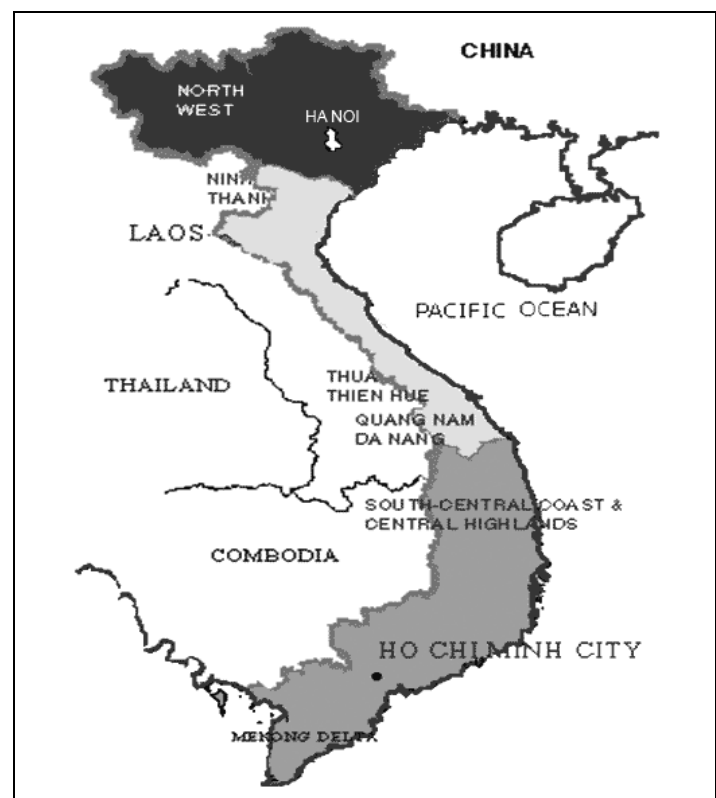 CHINA
NORTH
WEST
HANOI
NINH
THANH
LAOS
PACIFIC OCEAN
THAILAND
THUA
THIEN HUE
QUANG NAM
DA NANG
SOUTH-CENTRAL COAST &
CENTRAL HIGHLANDS
COMBODIA
HO CHI MINH CITY
MEKONG DELTA